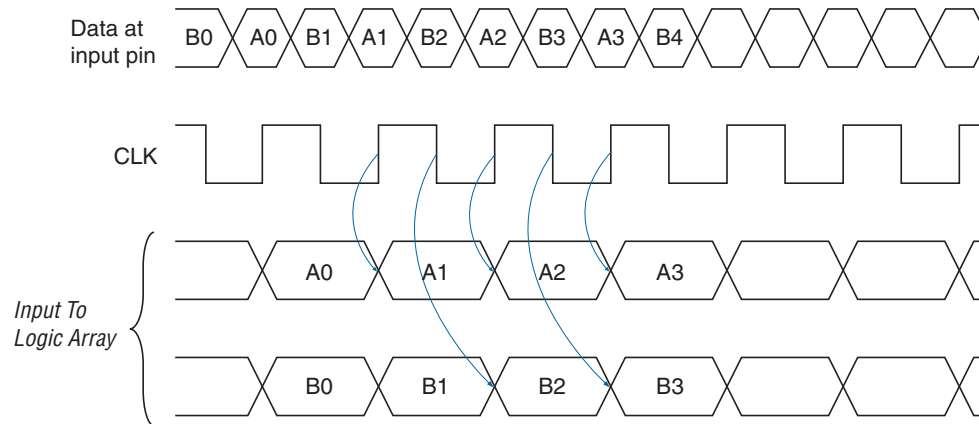 Data at
input pin
B0 A0 B1 A1 B2 A2 B3 A3 B4
CLK
Input To
Logic Array
A0 A1 A2 A3
B0 B1 B2 B3